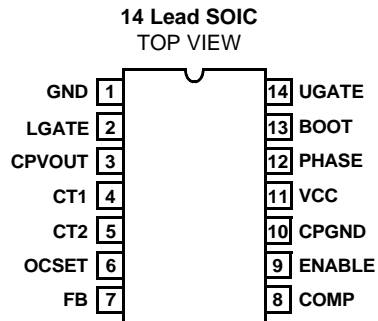 14 Lead SOIC
TOP VIEW
GND 1 14 UGATE
LGATE 2 13 BOOT
CPVOUT 3 12 PHASE
CT1 4 11 VCC
CT2 5 10 CPGND
OCSET 6 9 ENABLE
FB 7 8 COMP